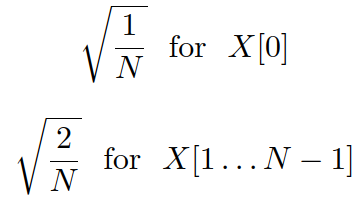 √(1/N) for X[0]
√(2/N) for X[1...N − 1]